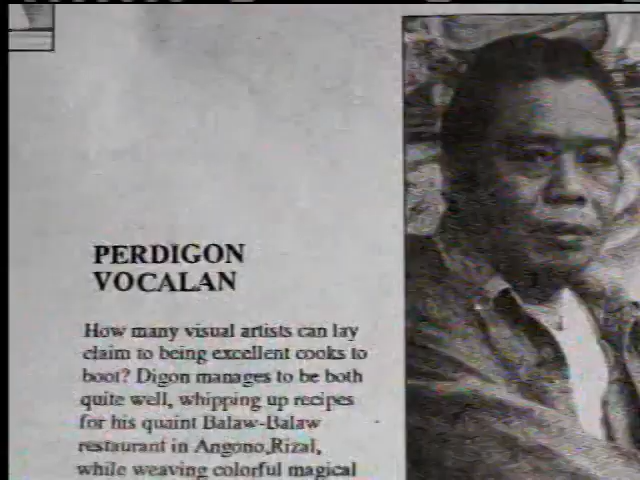 PERDIGON
VOCALAN
How many visual artists can lay
claim to being excellent cooks to
boot? Digon manages to be both
quite well, whipping up recipes
for his quaint Balaw-Balaw
restaurant in Angono,Rizal,
while weaving colorful magical